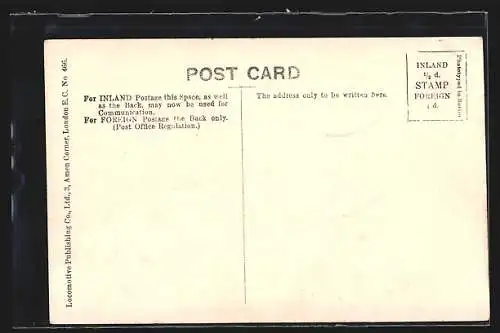 POST CARD
For INLAND Postage this Space, as well
as the Back, may now be used for
Communication.
For FOREIGN Postage the Back only.
(Post Office Regulation.)
The address only to be written here.
INLAND
½ d.
STAMP
FOREIGN
d.
Phototyped in
Locomotive Publishing Co., Ltd., 3, Amen Corner, London E.C. No 466.